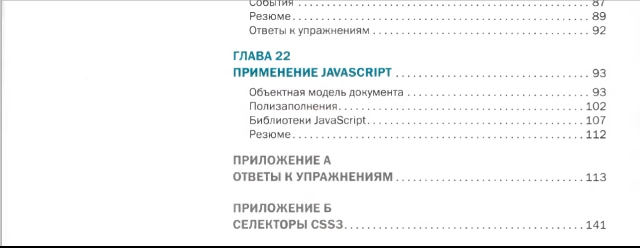 События ........ 87
Резюме ........ 89
Ответы к упражнениям ........ 92
ГЛАВА 22
ПРИМЕНЕНИЕ JAVASCRIPT ........ 93
Объектная модель документа ........ 93
Полизаполнения ........ 102
Библиотеки JavaScript ........ 107
Резюме ........ 112
ПРИЛОЖЕНИЕ А
ОТВЕТЫ К УПРАЖНЕНИЯМ ........ 113
ПРИЛОЖЕНИЕ Б
СЕЛЕКТОРЫ CSS3 ........ 141